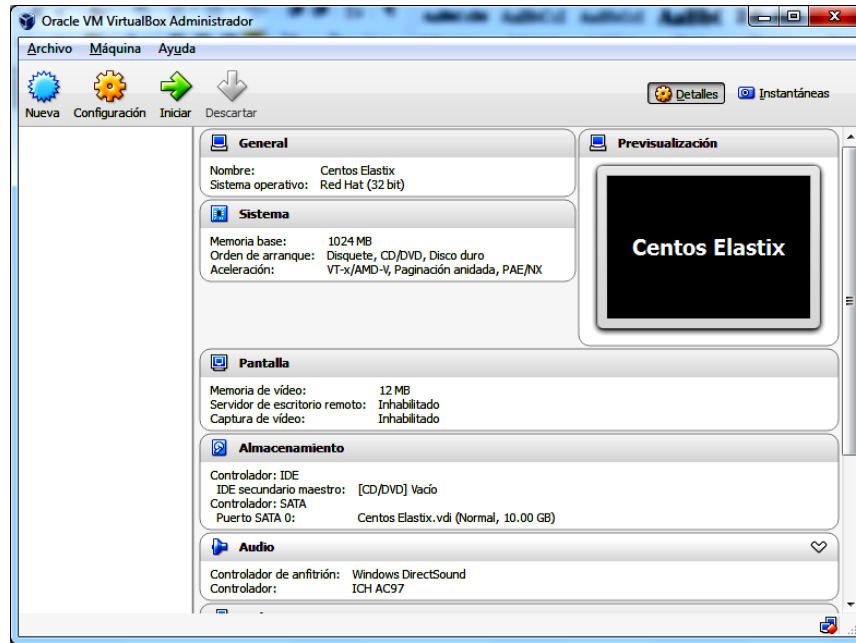 Oracle VM VirtualBox Administrador
Archivo Máquina Ayuda
Nueva Configuración Iniciar Descartar
Detalles Instantáneas
General
Nombre: Centos Elastix
Sistema operativo: Red Hat (32 bit)
Previsualización
Centos Elastix
Sistema
Memoria base: 1024 MB
Orden de arranque: Disquete, CD/DVD, Disco duro
Aceleración: VT-x/AMD-V, Paginación anidada, PAE/NX
Pantalla
Memoria de vídeo: 12 MB
Servidor de escritorio remoto: Inhabilitado
Captura de vídeo: Inhabilitado
Almacenamiento
Controlador: IDE
IDE secundario maestro: [CD/DVD] Vacío
Controlador: SATA
Puerto SATA 0: Centos Elastix.vdi (Normal, 10.00 GB)
Audio
Controlador de anfitrión: Windows DirectSound
Controlador: ICH AC97